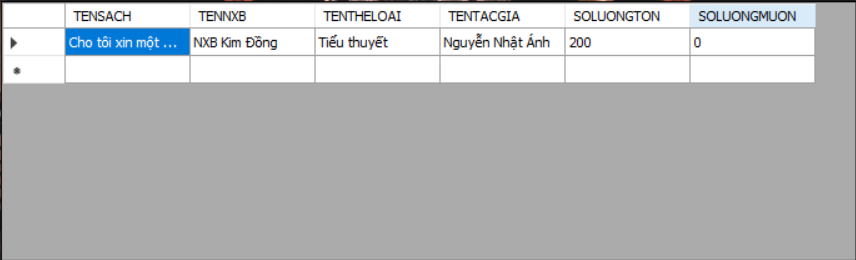 TENSACH TENNXB TENTHELOAI TENTACGIA SOLUONGTON SOLUONGMUON
Cho tôi xin một ... NXB Kim Đồng Tiểu thuyết Nguyễn Nhật Ánh 200 0